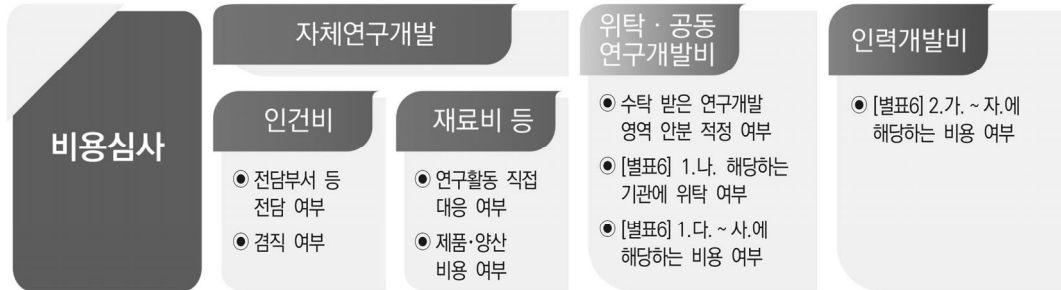 비용심사
자체연구개발
인건비
◉ 전담부서 등
전담 여부
◉ 겸직 여부
재료비 등
◉ 연구활동 직접
대응 여부
◉ 제품·양산
비용 여부
위탁·공동
연구개발비
◉ 수탁 받은 연구개발
영역 안분 적정 여부
◉ [별표6] 1.나. 해당하는
기관에 위탁 여부
◉ [별표6] 1.다. ~ 사.에
해당하는 비용 여부
인력개발비
◉ [별표6] 2.가. ~ 자.에
해당하는 비용 여부